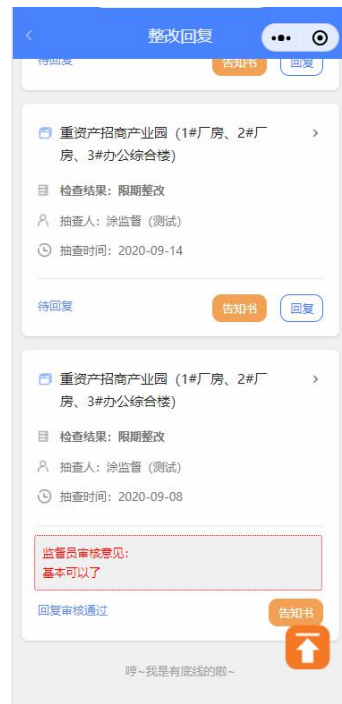 整改回复
待回复
告知书
回复
重资产招商产业园（1#厂房、2#厂
房、3#办公综合楼）
检查结果：限期整改
抽查人：涂监督（测试）
抽查时间：2020-09-14
待回复
告知书
回复
重资产招商产业园（1#厂房、2#厂
房、3#办公综合楼）
检查结果：限期整改
抽查人：涂监督（测试）
抽查时间：2020-09-08
监督员审核意见：
基本可以了
回复审核通过
告知书
哼~我是有底线的啦~